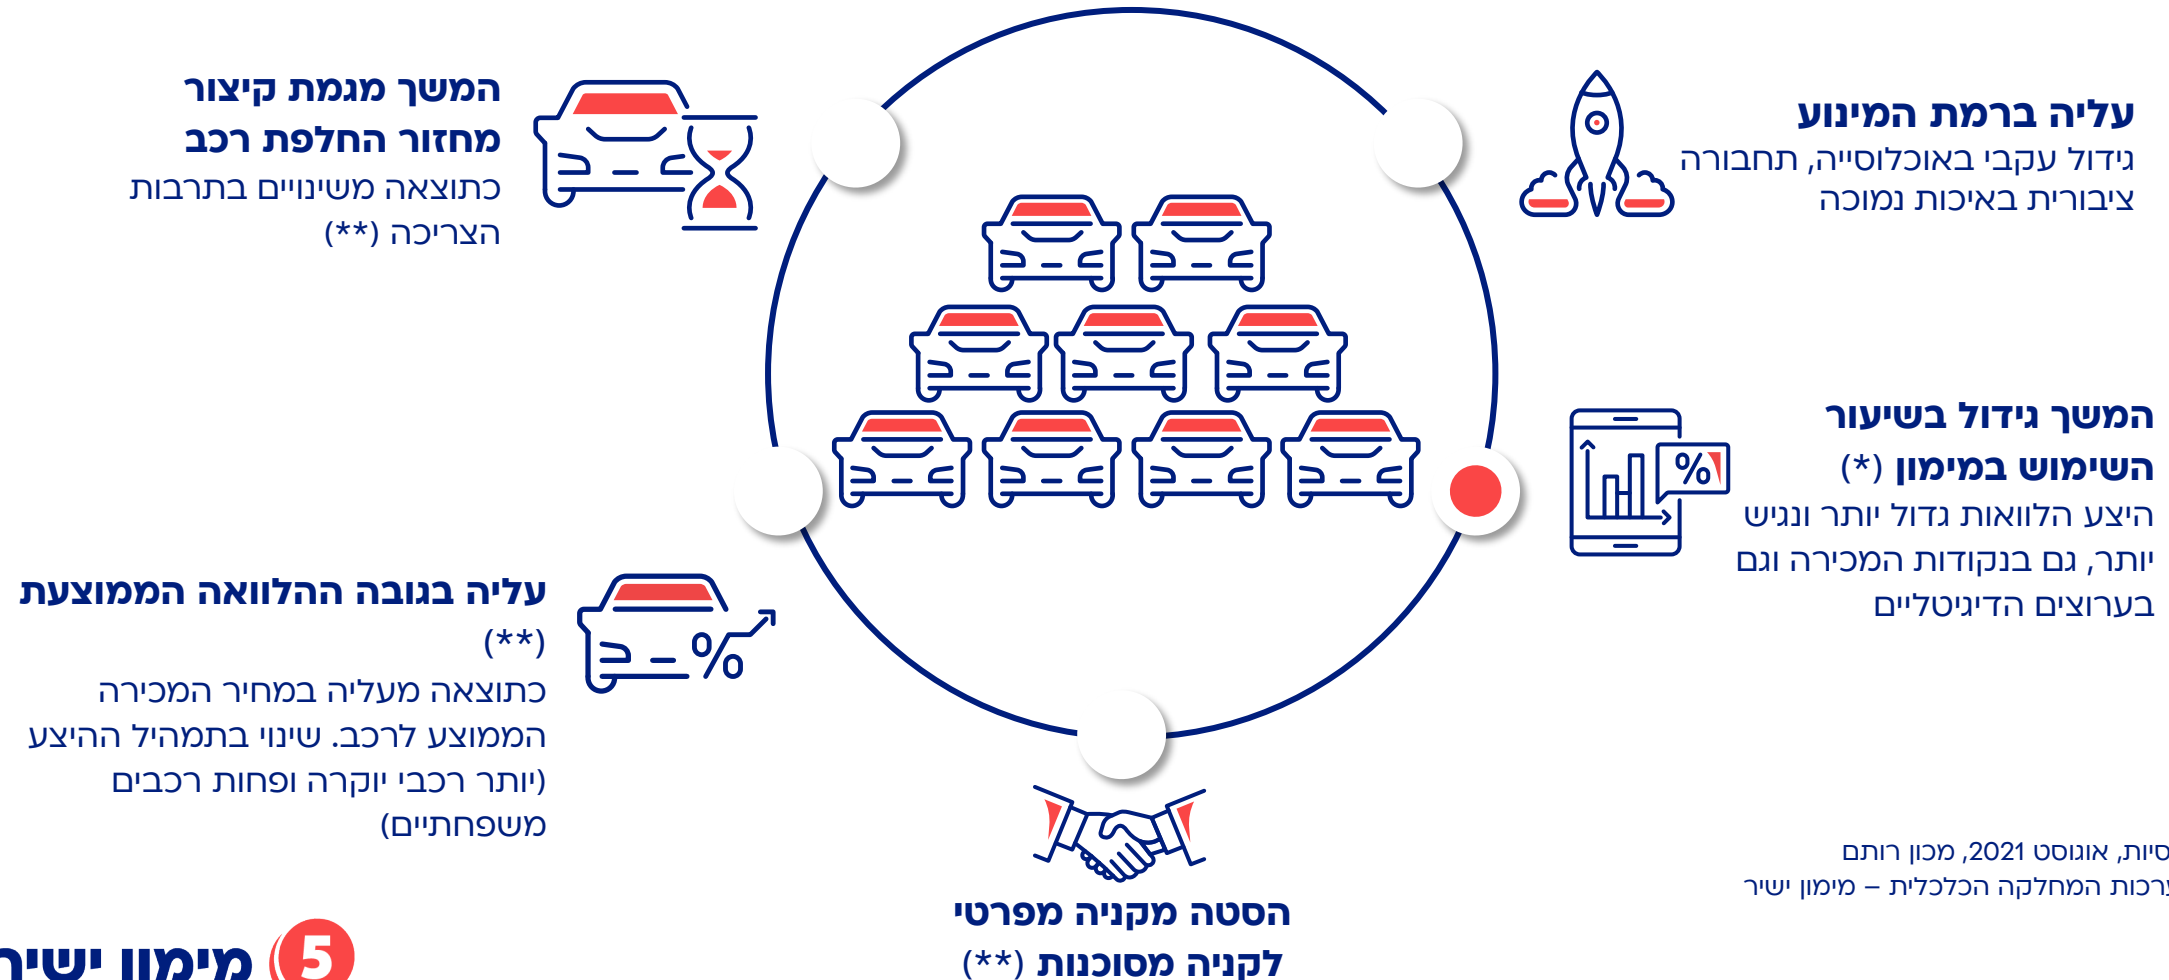 עליה ברמת המינוע
גידול עקבי באוכלוסייה, תחבורה
ציבורית באיכות נמוכה
המשך גידול בשיעור
השימוש במימון (*)
היצע הלוואות גדול יותר ונגיש
יותר, גם בנקודות המכירה וגם
בערוצים הדיגיטליים
%
המשך מגמת קיצור
מחזור החלפת רכב
כתוצאה משינויים בתרבות
הצריכה (**)
עליה בגובה ההלוואה הממוצעת
(**)
כתוצאה מעליה במחיר המכירה
הממוצע לרכב. שינוי בתמהיל ההיצע
(יותר רכבי יוקרה ופחות רכבים
משפחתיים)
%
הסטה מקניה מפרטי
לקניה מסוכנות (**)
אוגוסט 2021, מכון רותם
המחלקה הכלכלית – מימון ישיר
5 מימון ישיר